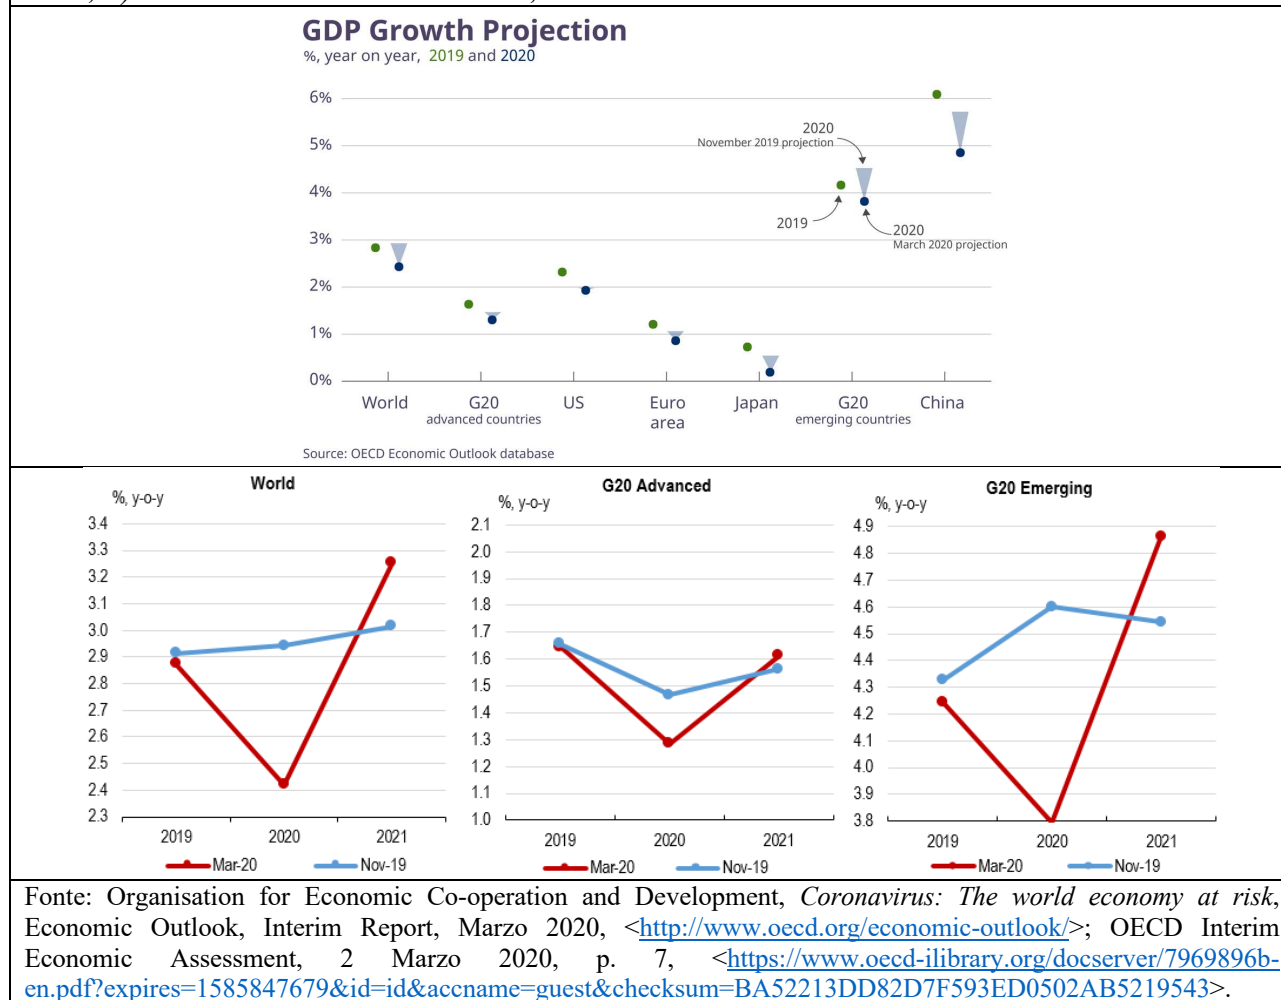 GDP Growth Projection
%, year on year, 2019 and 2020
6%
5%
4%
3%
2%
1%
0%
2020
November 2019 projection
2019
2020
March 2020 projection
World
G20
advanced countries
US
Euro
area
Japan
G20
emerging countries
China
Source: OECD Economic Outlook database
World
%, y-o-y
3.4
3.3
3.2
3.1
3.0
2.9
2.8
2.7
2.6
2.5
2.4
2.3
2019 2020 2021
Mar-20 Nov-19
G20 Advanced
%, y-o-y
2.1
2.0
1.9
1.8
1.7
1.6
1.5
1.4
1.3
1.2
1.1
1.0
2019 2020 2021
Mar-20 Nov-19
G20 Emerging
%, y-o-y
4.9
4.8
4.7
4.6
4.5
4.4
4.3
4.2
4.1
4.0
3.9
3.8
2019 2020 2021
Mar-20 Nov-19
Fonte: Organisation for Economic Co-operation and Development, Coronavirus: The world economy at risk,
Economic Outlook, Interim Report, Marzo 2020, <http://www.oecd.org/economic-outlook/>; OECD Interim
Economic Assessment, 2 Marzo 2020, p. 7, <https://www.oecd-ilibrary.org/docserver/7969896b-
en.pdf?expires=1585847679&id=id&accname=guest&checksum=BA52213DD82D7F593ED0502AB5219543>.